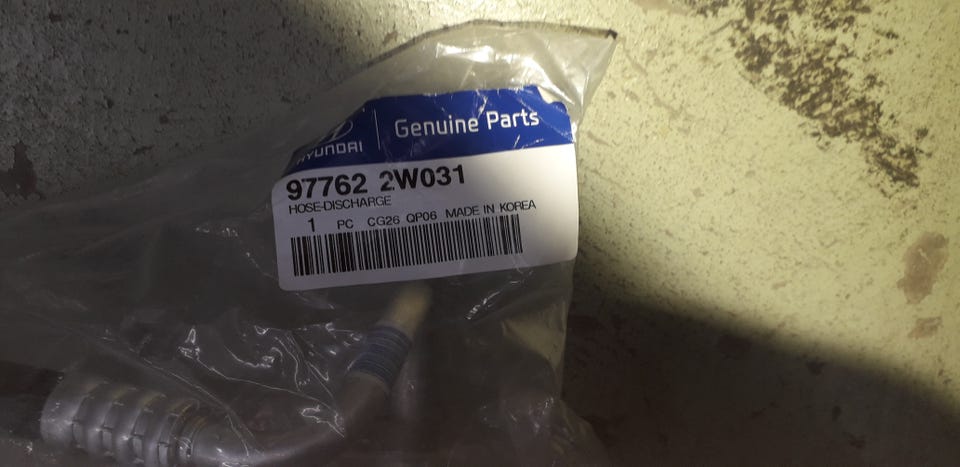 HYUNDAI
Genuine Parts
97762 2W031
HOSE-DISCHARGE
1 PC CG26 QP06 MADE IN KOREA